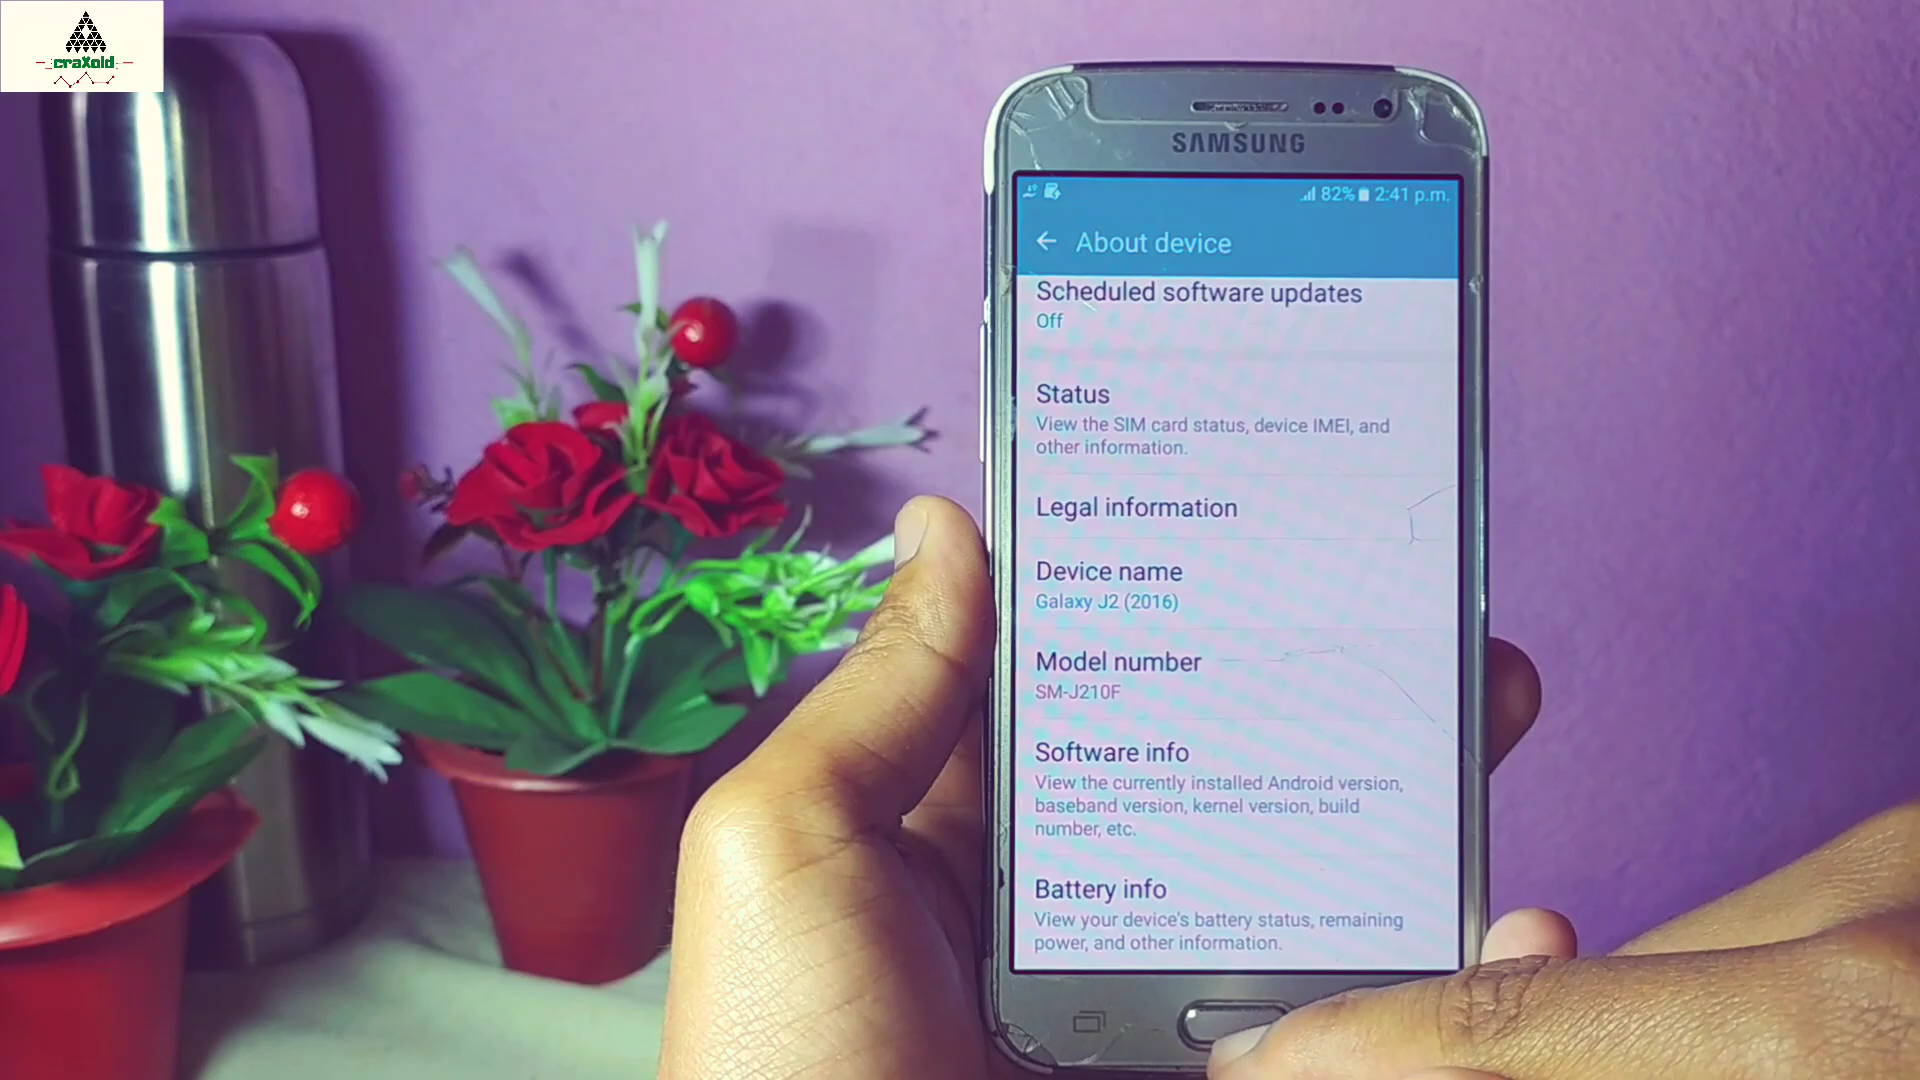 craXoid
SAMSUNG
82% 2:41 p.m.
About device
Scheduled software updates
Off
Status
View the SIM card status, device IMEI, and
other information.
Legal information
Device name
Galaxy J2 (2016)
Model number
SM-J210F
Software info
View the currently installed Android version,
baseband version, kernel version, build
number, etc.
Battery info
View your device's battery status, remaining
power, and other information.